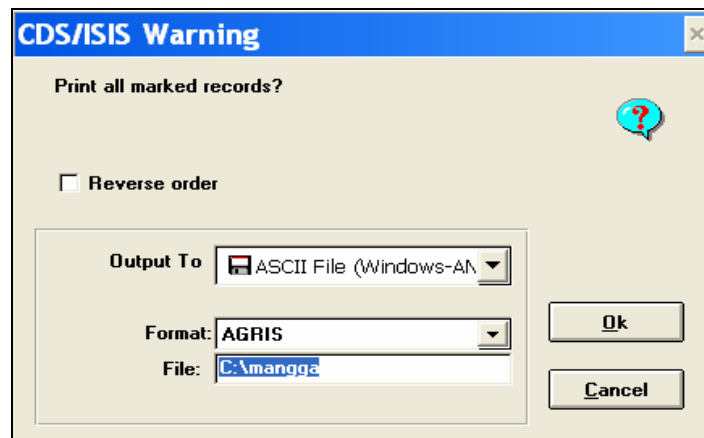 CDS/ISIS Warning
Print all marked records?
Reverse order
Output To
ASCII File (Windows-AN
Format:
AGRIS
File:
C:\mangga
Ok
Cancel